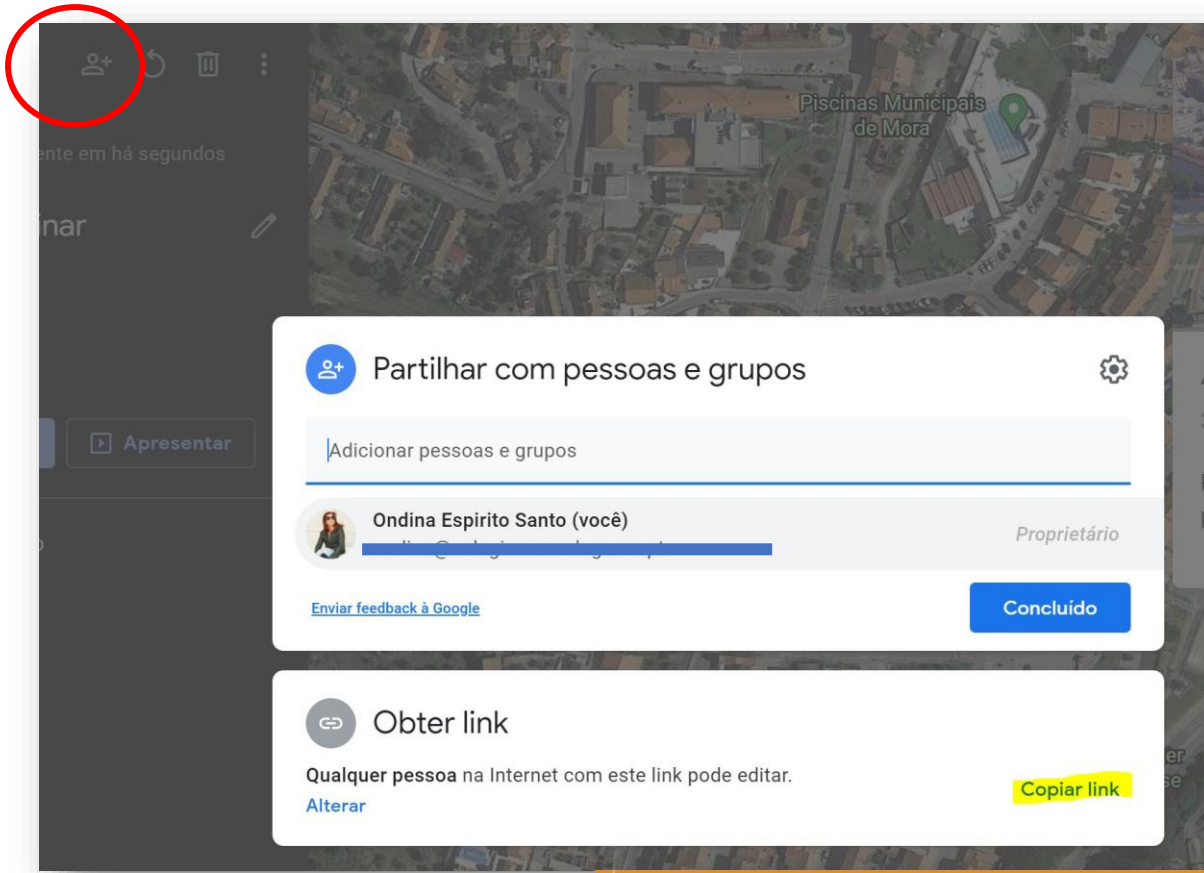 Piscinas Municipais
de Mora
ente em há segundos
inar
Partilhar com pessoas e grupos
Adicionar pessoas e grupos
Apresentar
Ondina Espirito Santo (você)
Proprietário
Enviar feedback à Google
Concluído
Obter link
Qualquer pessoa na Internet com este link pode editar.
Copiar link
Alterar